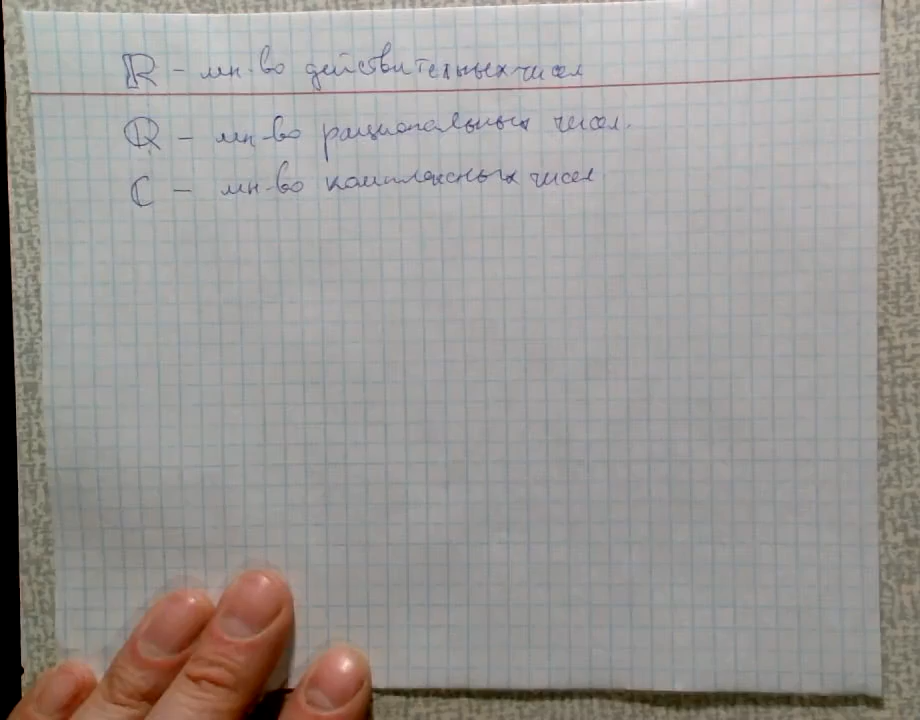 ℝ – мн-во действительных чисел
ℚ – мн-во рациональных чисел.
ℂ – мн-во комплексных чисел